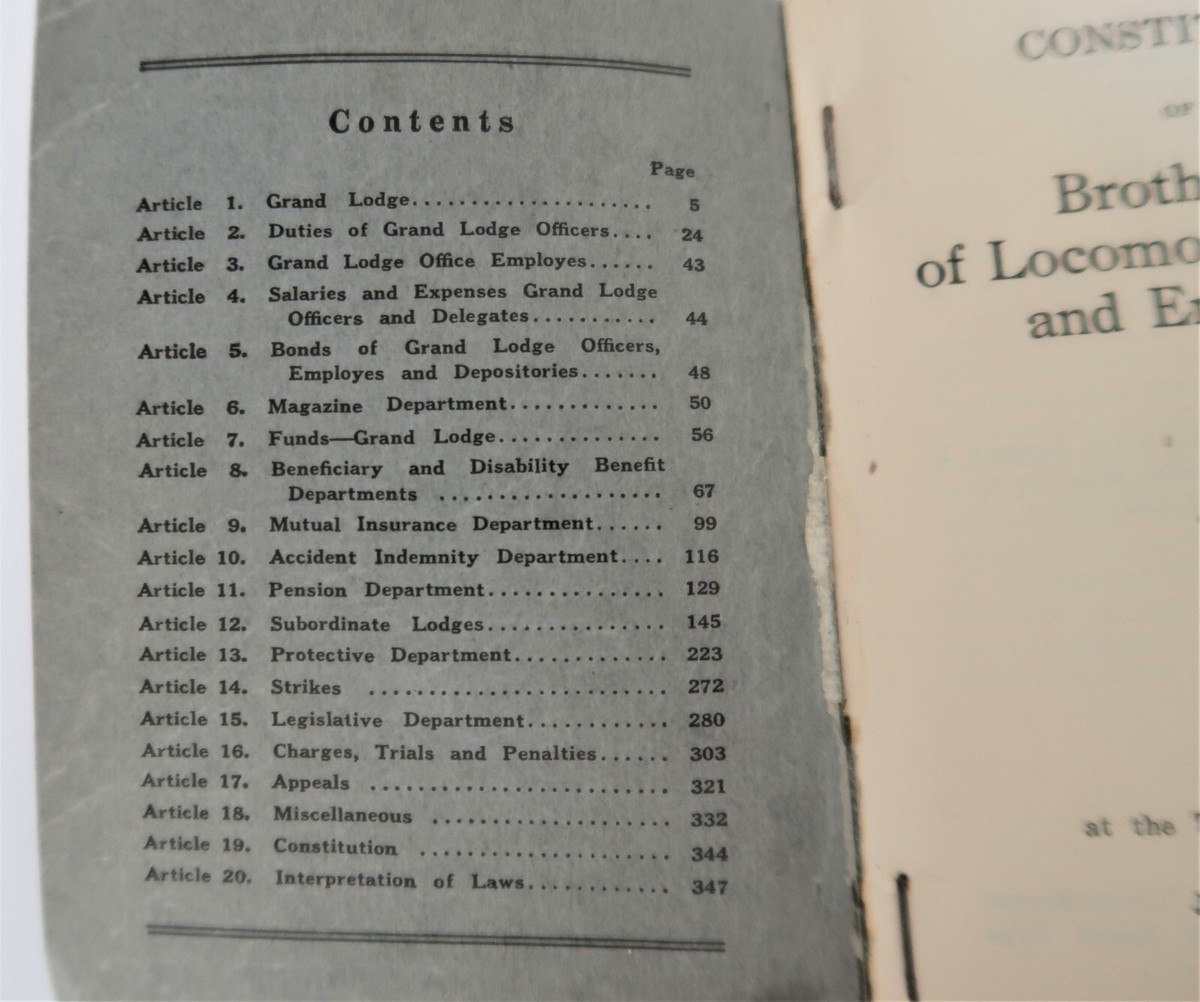 Contents
Page
Article 1. Grand Lodge..................... 5
Article 2. Duties of Grand Lodge Officers.... 24
Article 3. Grand Lodge Office Employes...... 43
Article 4. Salaries and Expenses Grand Lodge
Officers and Delegates........... 44
Article 5. Bonds of Grand Lodge Officers,
Employes and Depositories....... 48
Article 6. Magazine Department............. 50
Article 7. Funds—Grand Lodge.............. 56
Article 8. Beneficiary and Disability Benefit
Departments ................... 67
Article 9. Mutual Insurance Department...... 99
Article 10. Accident Indemnity Department.... 116
Article 11. Pension Department............... 129
Article 12. Subordinate Lodges............... 145
Article 13. Protective Department............. 223
Article 14. Strikes ......................... 272
Article 15. Legislative Department............ 280
Article 16. Charges, Trials and Penalties...... 303
Article 17. Appeals ......................... 321
Article 18. Miscellaneous .................... 332
Article 19. Constitution ..................... 344
Article 20. Interpretation of Laws............ 347
CONSTI
OF
Broth
of Locomo
and E
at the